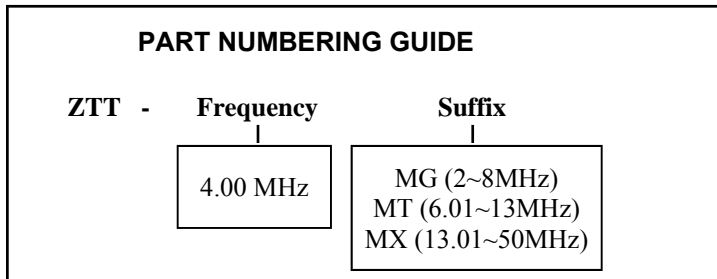 PART NUMBERING GUIDE
ZTT - Frequency Suffix
4.00 MHz
MG (2~8MHz)
MT (6.01~13MHz)
MX (13.01~50MHz)